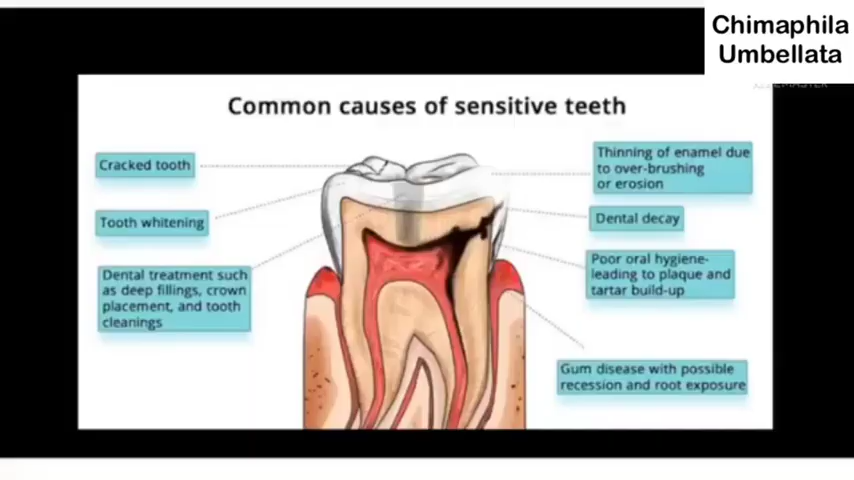 Chimaphila
Umbellata
Common causes of sensitive teeth
Cracked tooth
Tooth whitening
Dental treatment such
as deep fillings, crown
placement, and tooth
cleanings
Thinning of enamel due
to over-brushing
or erosion
Dental decay
Poor oral hygiene-
leading to plaque and
tartar build-up
Gum disease with possible
recession and root exposure